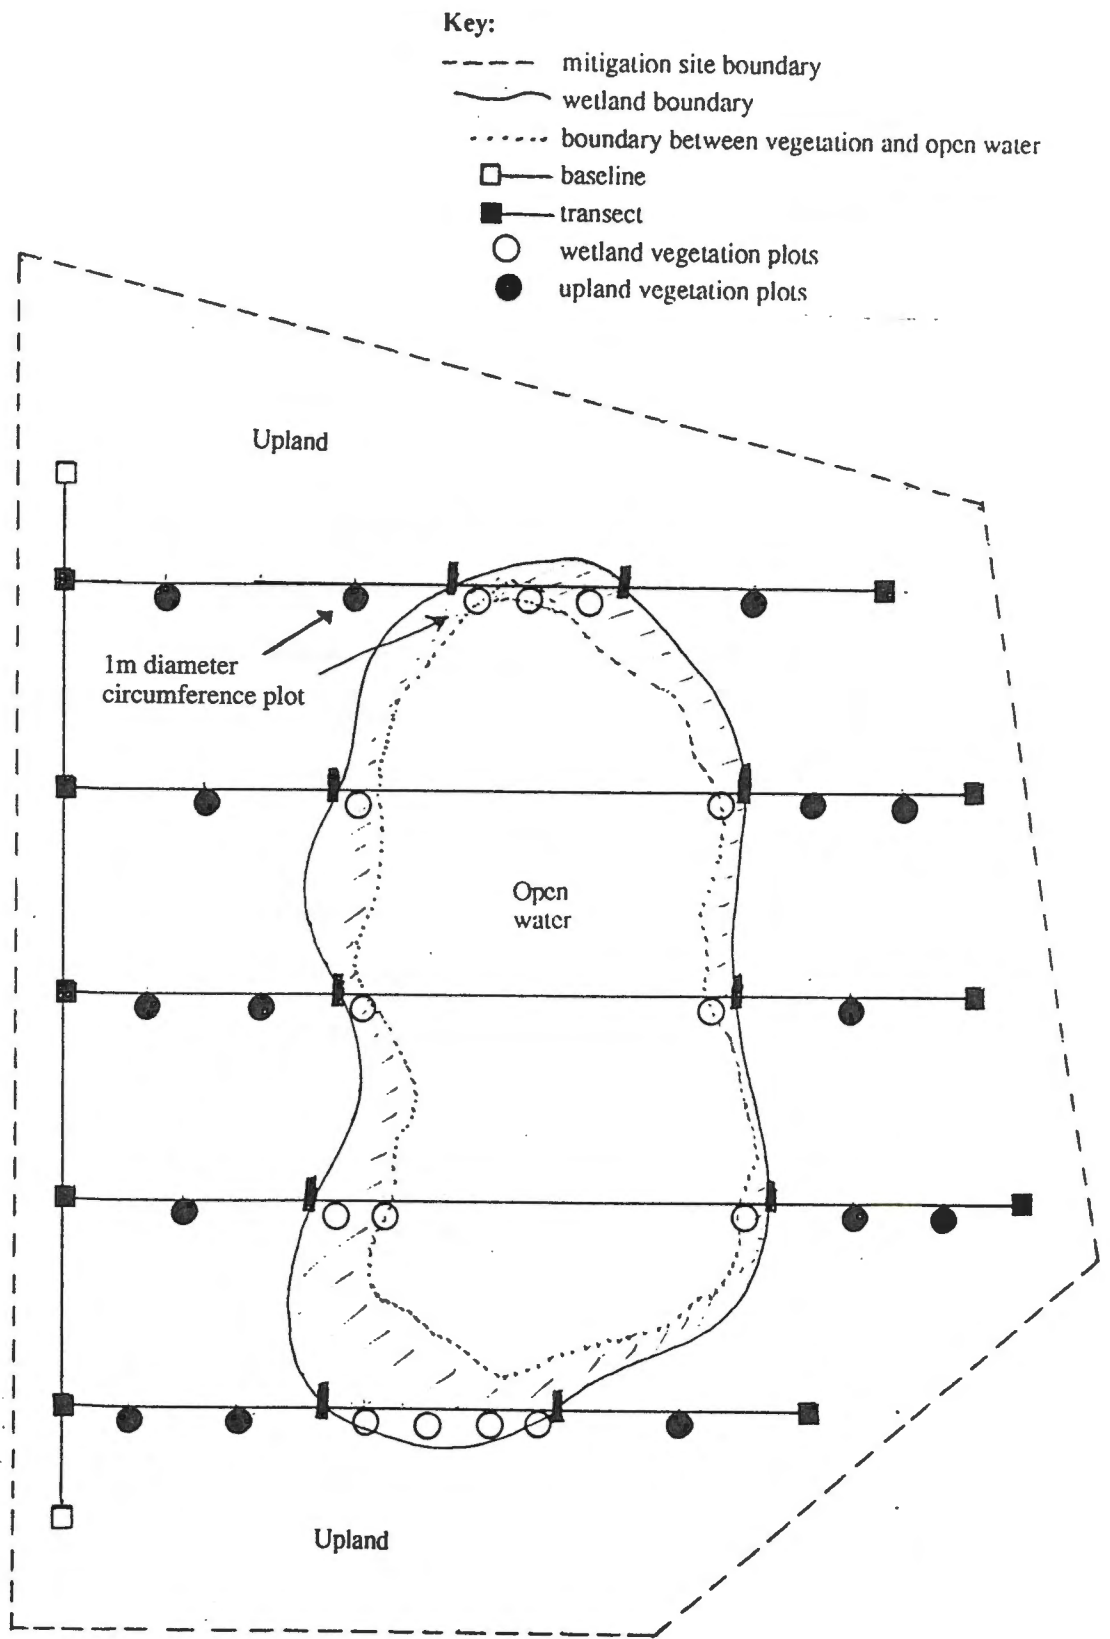 Key:
mitigation site boundary
wetland boundary
boundary between vegetation and open water
baseline
transect
wetland vegetation plots
upland vegetation plots
Upland
1m diameter
circumference plot
Open
water
Upland